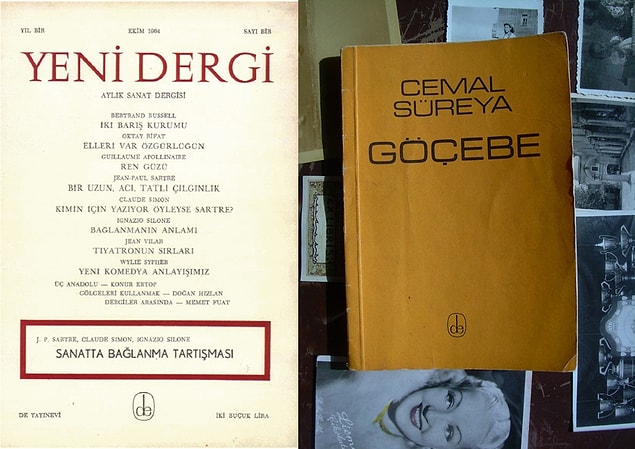 YIL BİR
EKİM 1964
SAYI BİR
YENİ DERGİ
AYLIK SANAT DERGİSİ
BERTRAND RUSSELL
İKİ BARIŞ KURUMU
OKTAY RİFAT
ELLERİ VAR ÖZGÜRLÜĞÜN
GUILLAUME APOLLINAIRE
REN GÜZÜ
JEAN-PAUL SARTRE
BİR UZUN, ACI, TATLI ÇILGINLIK
CLAUDE SIMON
KİMİN İÇİN YAZIYOR ÖYLEYSE SARTRE?
IGNAZIO SILONE
BAĞLANMANIN ANLAMI
JEAN VILAR
TİYATRONUN SIRLARI
WYLIE SYPHER
YENİ KOMEDYA ANLAYIŞIMIZ
ÜÇ ANADOLU — KONUR ERTOP
GÖLGELERİ KULLANMAK — DOĞAN HIZLAN
DERGİLER ARASINDA — MEMET FUAT
J. P. SARTRE, CLAUDE SIMON, IGNAZIO SILONE
SANATTA BAĞLANMA TARTIŞMASI
DE YAYINEVİ
de
İKİ BUÇUK LİRA
CEMAL
SÜREYA
GÖÇEBE
de